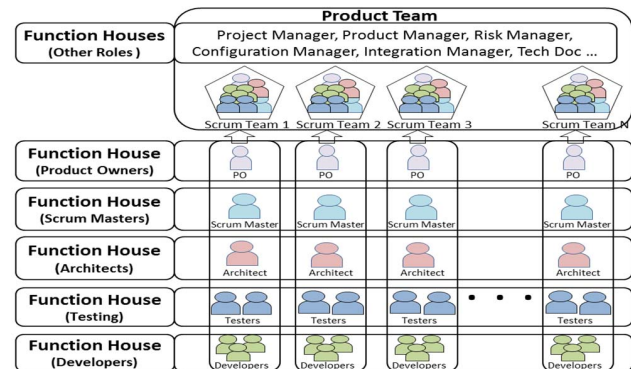 Product Team
Function Houses
(Other Roles )
Project Manager, Product Manager, Risk Manager,
Configuration Manager, Integration Manager, Tech Doc ...
Scrum Team 1
Scrum Team 2
Scrum Team 3
Scrum Team N
Function House
(Product Owners)
PO
PO
PO
PO
Function House
(Scrum Masters)
Scrum Master
Scrum Master
Scrum Master
Scrum Master
Function House
(Architects)
Architect
Architect
Architect
Architect
Function House
(Testing)
Testers
Testers
Testers
Testers
Function House
(Developers)
Developers
Developers
Developers
Developers